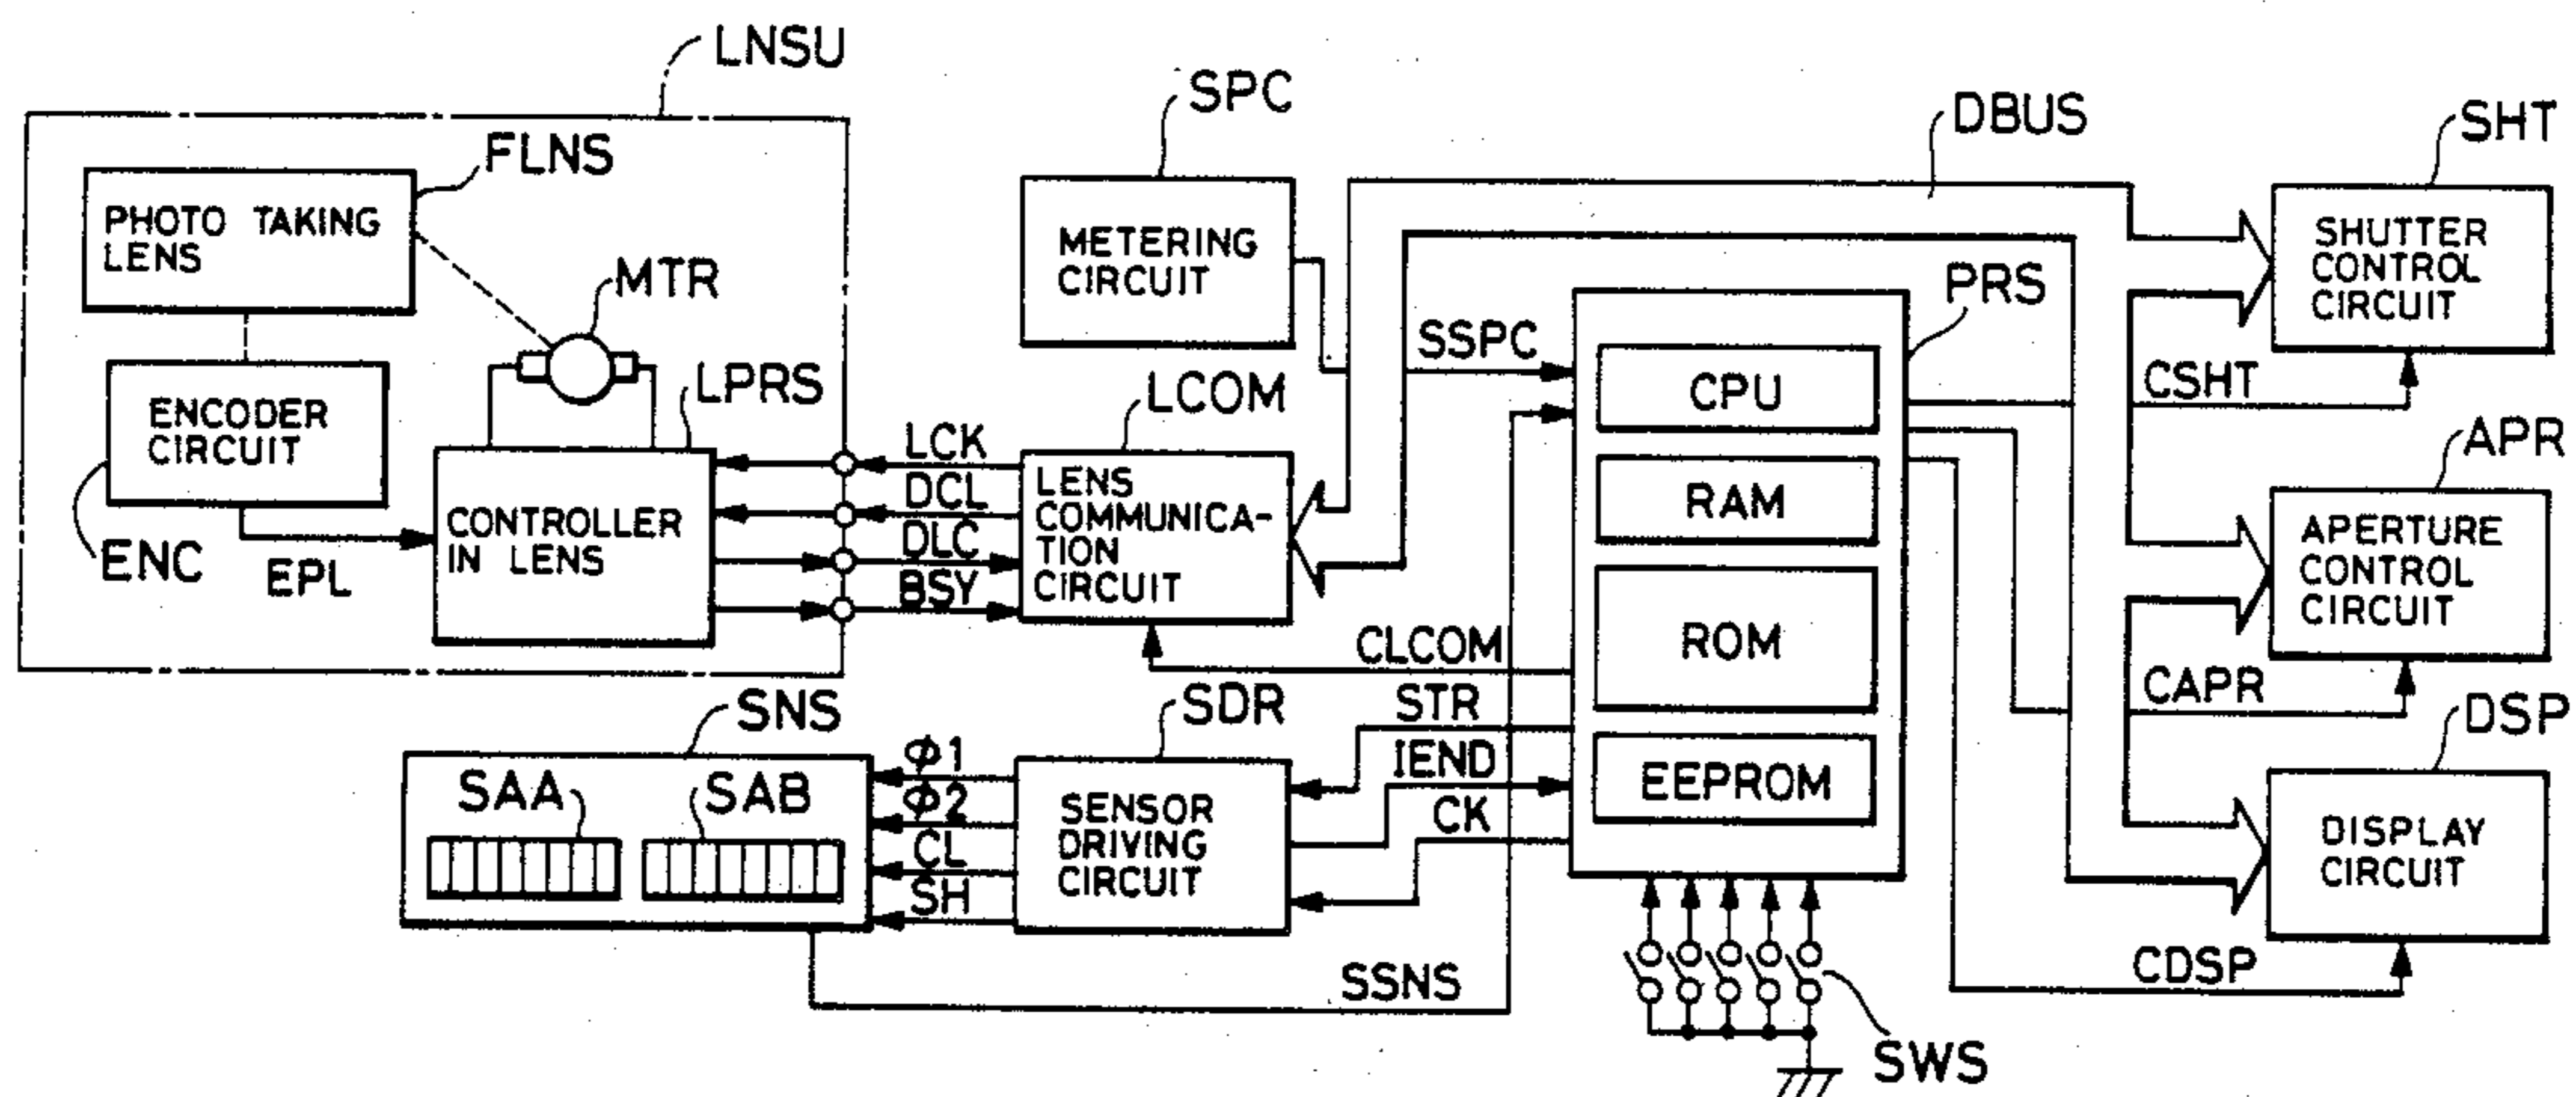 LNSU
FLNS
PHOTO TAKING
LENS
MTR
ENCODER
CIRCUIT
LPRS
ENC
EPL
CONTROLLER
IN LENS
LCK
DCL
DLC
BSY
SPC
METERING
CIRCUIT
LCOM
LENS
COMMUNICA-
TION
CIRCUIT
CLCOM
SNS
SAA
SAB
φ1
φ2
CL
SH
SDR
SENSOR
DRIVING
CIRCUIT
STR
IEND
CK
SSNS
SSPC
DBUS
PRS
CPU
RAM
ROM
EEPROM
SWS
SHT
SHUTTER
CONTROL
CIRCUIT
CSHT
APR
APERTURE
CONTROL
CIRCUIT
CAPR
DSP
DISPLAY
CIRCUIT
CDSP